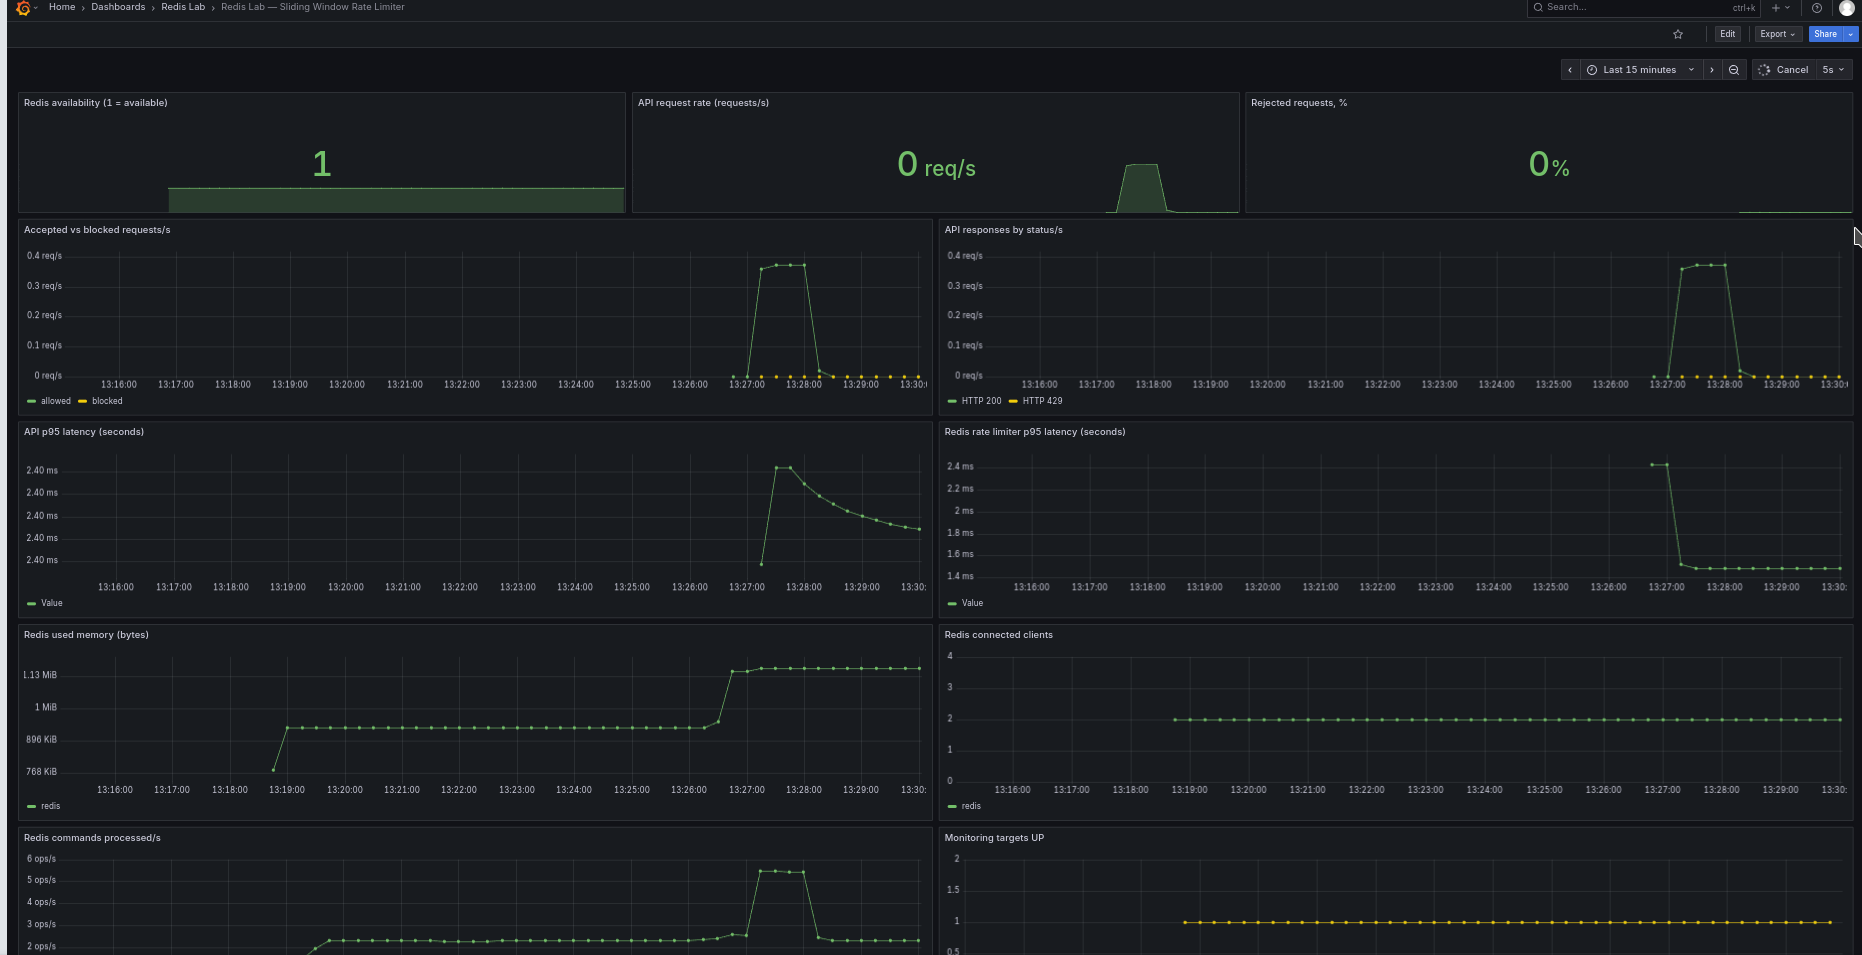 Home › Dashboards › Redis Lab › Redis Lab — Sliding Window Rate Limiter
Search... ctrl+k
Edit Export Share
Last 15 minutes Cancel 5s
Redis availability (1 = available)
1
API request rate (requests/s)
0 req/s
Rejected requests, %
0%
Accepted vs blocked requests/s
0.4 req/s
0.3 req/s
0.2 req/s
0.1 req/s
0 req/s
13:16:00 13:17:00 13:18:00 13:19:00 13:20:00 13:21:00 13:22:00 13:23:00 13:24:00 13:25:00 13:26:00 13:27:00 13:28:00 13:29:00 13:30:
allowed blocked
API responses by status/s
0.4 req/s
0.3 req/s
0.2 req/s
0.1 req/s
0 req/s
13:16:00 13:17:00 13:18:00 13:19:00 13:20:00 13:21:00 13:22:00 13:23:00 13:24:00 13:25:00 13:26:00 13:27:00 13:28:00 13:29:00 13:30:
HTTP 200 HTTP 429
API p95 latency (seconds)
2.40 ms
2.40 ms
2.40 ms
2.40 ms
2.40 ms
13:16:00 13:17:00 13:18:00 13:19:00 13:20:00 13:21:00 13:22:00 13:23:00 13:24:00 13:25:00 13:26:00 13:27:00 13:28:00 13:29:00 13:30:
Value
Redis rate limiter p95 latency (seconds)
2.4 ms
2.2 ms
2 ms
1.8 ms
1.6 ms
1.4 ms
13:16:00 13:17:00 13:18:00 13:19:00 13:20:00 13:21:00 13:22:00 13:23:00 13:24:00 13:25:00 13:26:00 13:27:00 13:28:00 13:29:00 13:30:
Value
Redis used memory (bytes)
1.13 MiB
1 MiB
896 KiB
768 KiB
13:16:00 13:17:00 13:18:00 13:19:00 13:20:00 13:21:00 13:22:00 13:23:00 13:24:00 13:25:00 13:26:00 13:27:00 13:28:00 13:29:00 13:30:
redis
Redis connected clients
4
3
2
1
0
13:16:00 13:17:00 13:18:00 13:19:00 13:20:00 13:21:00 13:22:00 13:23:00 13:24:00 13:25:00 13:26:00 13:27:00 13:28:00 13:29:00 13:30:
redis
Redis commands processed/s
6 ops/s
5 ops/s
4 ops/s
3 ops/s
2 ops/s
Monitoring targets UP
2
1.5
1
0.5